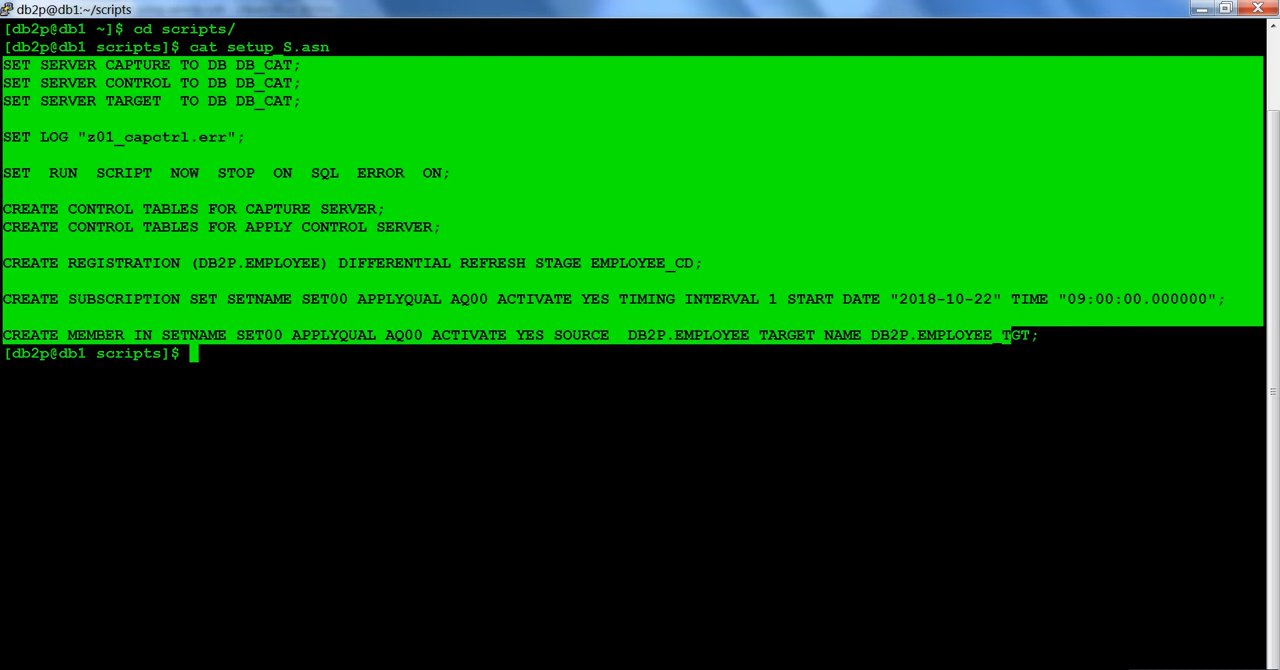 db2p@db1:~/scripts
[db2p@db1 ~]$ cd scripts/
[db2p@db1 scripts]$ cat setup_S.asn
SET SERVER CAPTURE TO DB DB_CAT;
SET SERVER CONTROL TO DB DB_CAT;
SET SERVER TARGET  TO DB DB_CAT;
SET LOG "z01_capctrl.err";
SET  RUN  SCRIPT  NOW  STOP  ON  SQL  ERROR  ON;
CREATE CONTROL TABLES FOR CAPTURE SERVER;
CREATE CONTROL TABLES FOR APPLY CONTROL SERVER;
CREATE REGISTRATION (DB2P.EMPLOYEE) DIFFERENTIAL REFRESH STAGE EMPLOYEE_CD;
CREATE SUBSCRIPTION SET SETNAME SET00 APPLYQUAL AQ00 ACTIVATE YES TIMING INTERVAL 1 START DATE "2018-10-22" TIME "09:00:00.000000";
CREATE MEMBER IN SETNAME SET00 APPLYQUAL AQ00 ACTIVATE YES SOURCE  DB2P.EMPLOYEE TARGET NAME DB2P.EMPLOYEE_TGT;
[db2p@db1 scripts]$